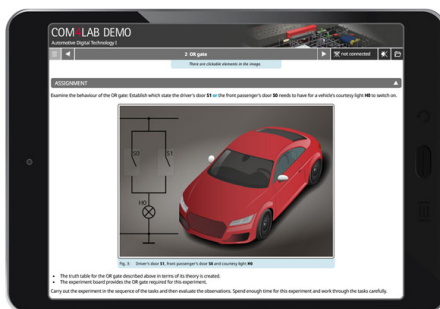 COM4LAB DEMO
Automotive Digital Technology I
2 OR gate
not connected
There are clickable elements in the image.
ASSIGNMENT
Examine the behaviour of the OR gate: Establish which state the driver's door S1 or the front passenger's door S0 needs to have for a vehicle's courtesy light H0 to switch on.
S0 S1
H0
Fig. 3: Driver's door S1, front passenger's door S0 and courtesy light H0
• The truth table for the OR gate described above in terms of its theory is created.
• The experiment board provides the OR gate required for this experiment.
Carry out the experiment in the sequence of the tasks and then evaluate the observations. Spend enough time for this experiment and work through the tasks carefully.